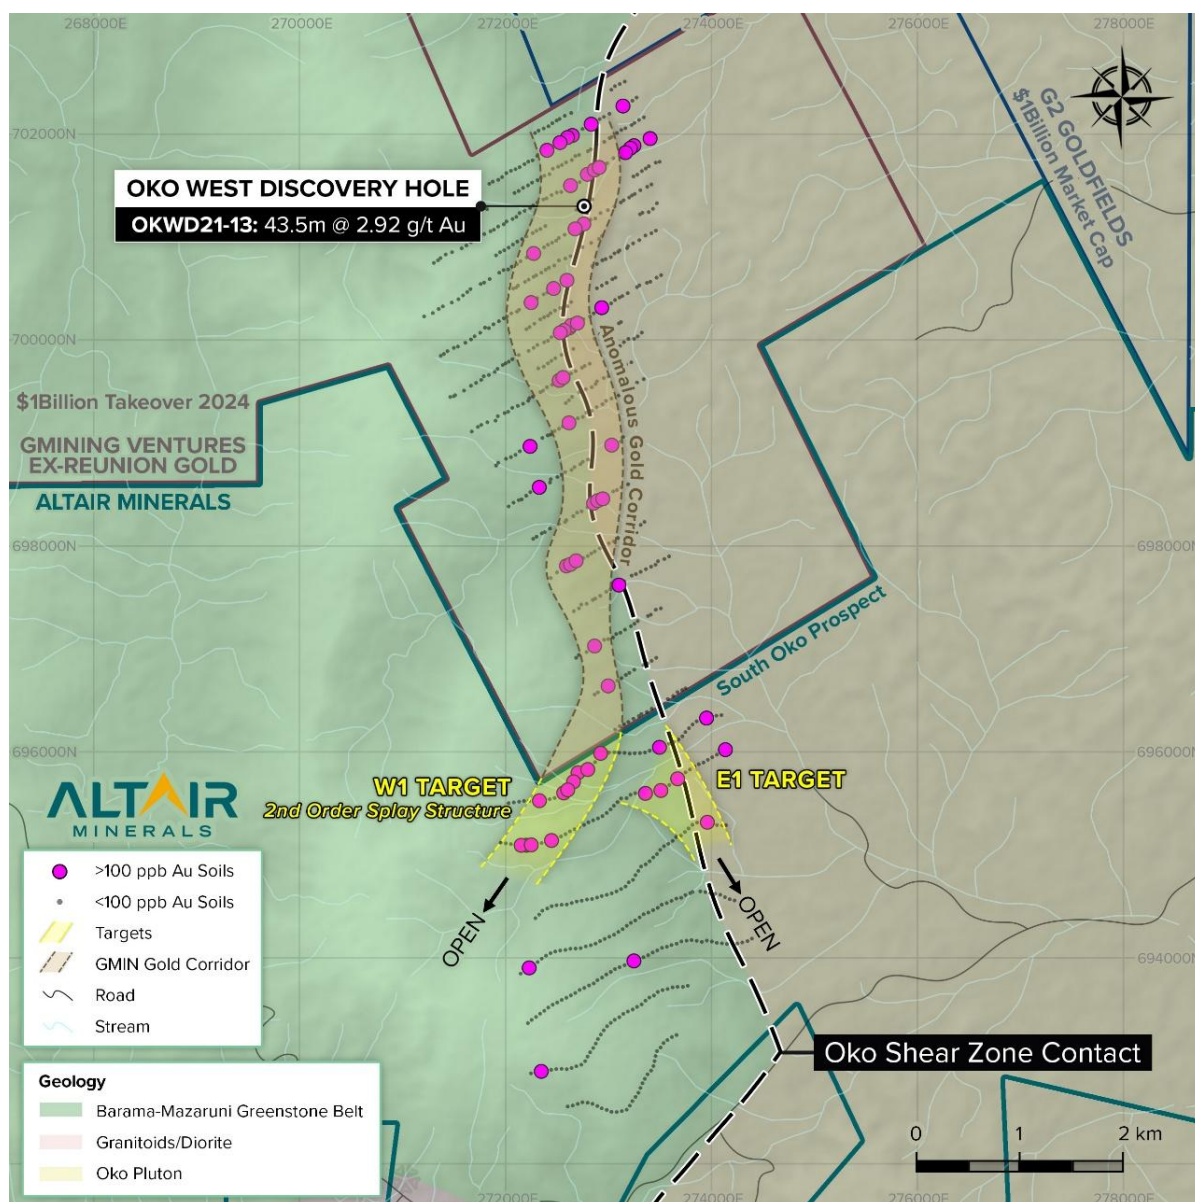 268000E
270000E
272000E
274000E
276000E
278000E
702000N
G2 GOLDFIELDS
$1Billion Market Cap
OKO WEST DISCOVERY HOLE
OKWD21-13: 43.5m @ 2.92 g/t Au
700000N
Anomalous Gold Corridor
$1Billion Takeover 2024
GMINING VENTURES
EX-REUNION GOLD
ALTAIR MINERALS
698000N
698000N
South Oko Prospect
696000N
696000N
W1 TARGET
2nd Order Splay Structure
E1 TARGET
ALTAIR
MINERALS
>100 ppb Au Soils
<100 ppb Au Soils
Targets
GMIN Gold Corridor
Road
Stream
OPEN
OPEN
694000N
Oko Shear Zone Contact
Geology
Barama-Mazaruni Greenstone Belt
Granitoids/Diorite
Oko Pluton
0 1 2 km
272000E
274000E
276000E
278000E